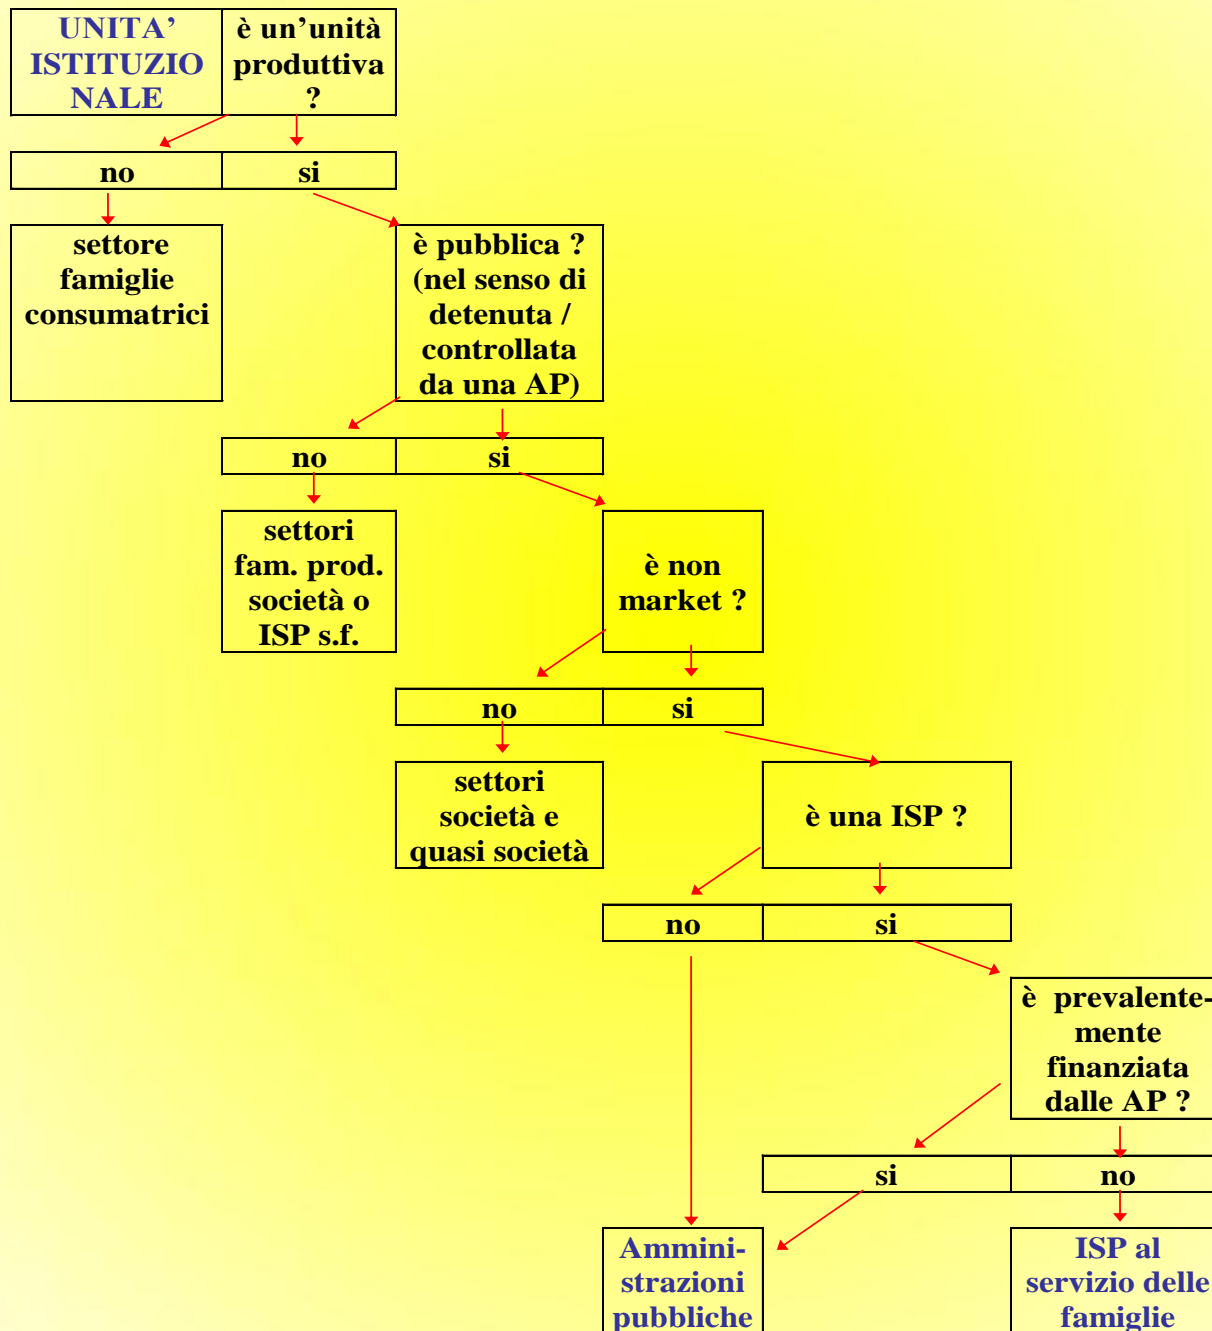 UNITA’
ISTITUZIO
NALE
è un’unità
produttiva
?
no
si
settore
famiglie
consumatrici
è pubblica ?
(nel senso di
detenuta /
controllata
da una AP)
no
si
settori
fam. prod.
società o
ISP s.f.
è non
market ?
no
si
settori
società e
quasi società
è una ISP ?
no
si
è prevalente-
mente
finanziata
dalle AP ?
si
no
Ammini-
strazioni
pubbliche
ISP al
servizio delle
famiglie